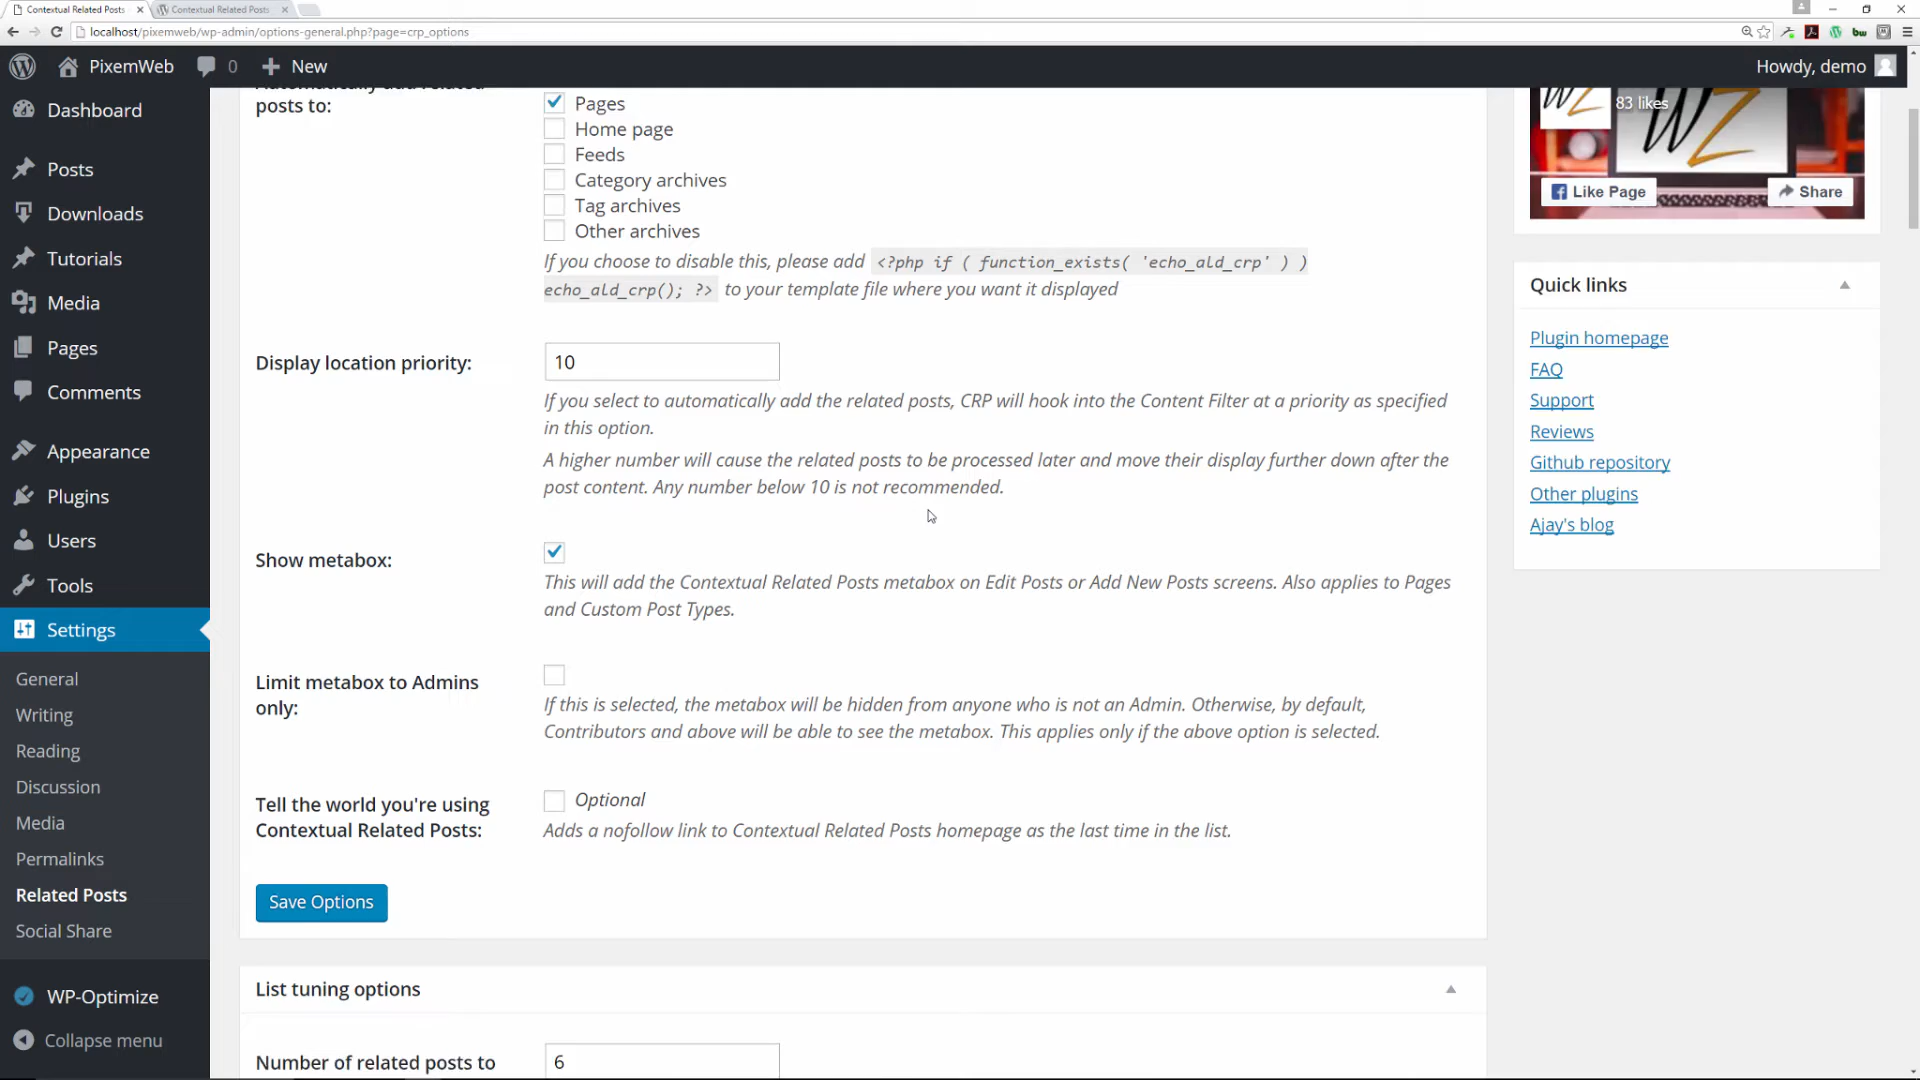 Contextual Related Posts
Contextual Related Posts
localhost/pixemweb/wp-admin/options-general.php?page=crp_options
PixemWeb
0
New
Howdy, demo
Dashboard
Posts
Downloads
Tutorials
Media
Pages
Comments
Appearance
Plugins
Users
Tools
Settings
General
Writing
Reading
Discussion
Media
Permalinks
Related Posts
Social Share
WP-Optimize
Collapse menu
posts to:
Pages
Home page
Feeds
Category archives
Tag archives
Other archives
If you choose to disable this, please add <?php if ( function_exists( 'echo_ald_crp' ) )
echo_ald_crp(); ?> to your template file where you want it displayed
Display location priority:
10
If you select to automatically add the related posts, CRP will hook into the Content Filter at a priority as specified
in this option.
A higher number will cause the related posts to be processed later and move their display further down after the
post content. Any number below 10 is not recommended.
Show metabox:
This will add the Contextual Related Posts metabox on Edit Posts or Add New Posts screens. Also applies to Pages
and Custom Post Types.
Limit metabox to Admins
only:
If this is selected, the metabox will be hidden from anyone who is not an Admin. Otherwise, by default,
Contributors and above will be able to see the metabox. This applies only if the above option is selected.
Tell the world you're using
Contextual Related Posts:
Optional
Adds a nofollow link to Contextual Related Posts homepage as the last time in the list.
Save Options
List tuning options
Number of related posts to
6
WZ
83 likes
WZ
Like Page
Share
Quick links
Plugin homepage
FAQ
Support
Reviews
Github repository
Other plugins
Ajay's blog